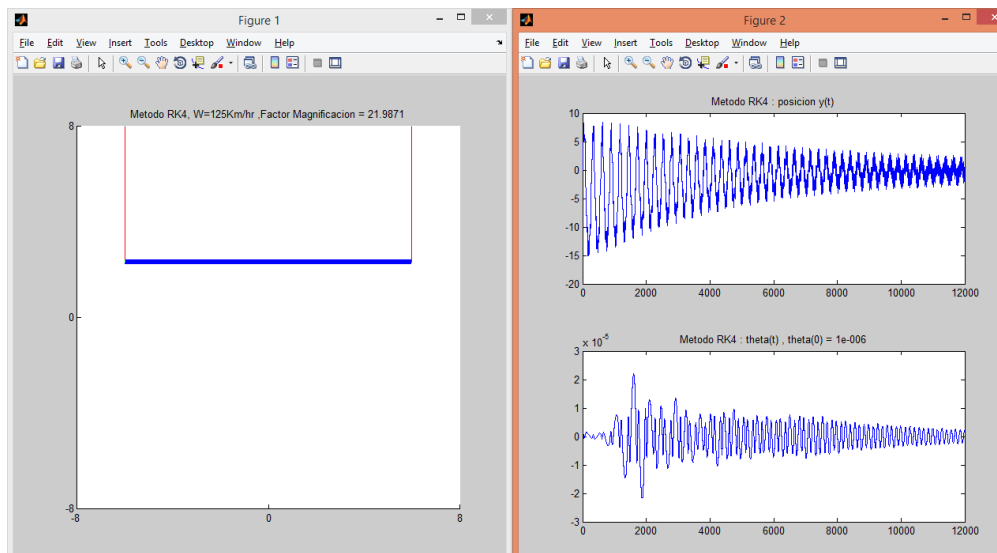 Figure 1
File Edit View Insert Tools Desktop Window Help
Metodo RK4, W=125Km/hr ,Factor Magnificacion = 21.9871
8
0
-8
-8 0 8
Figure 2
File Edit View Insert Tools Desktop Window Help
Metodo RK4 : posicion y(t)
10
5
0
-5
-10
-15
-20
0 2000 4000 6000 8000 10000 12000
x 10^-5
Metodo RK4 : theta(t) , theta(0) = 1e-006
3
2
1
0
-1
-2
-3
0 2000 4000 6000 8000 10000 12000